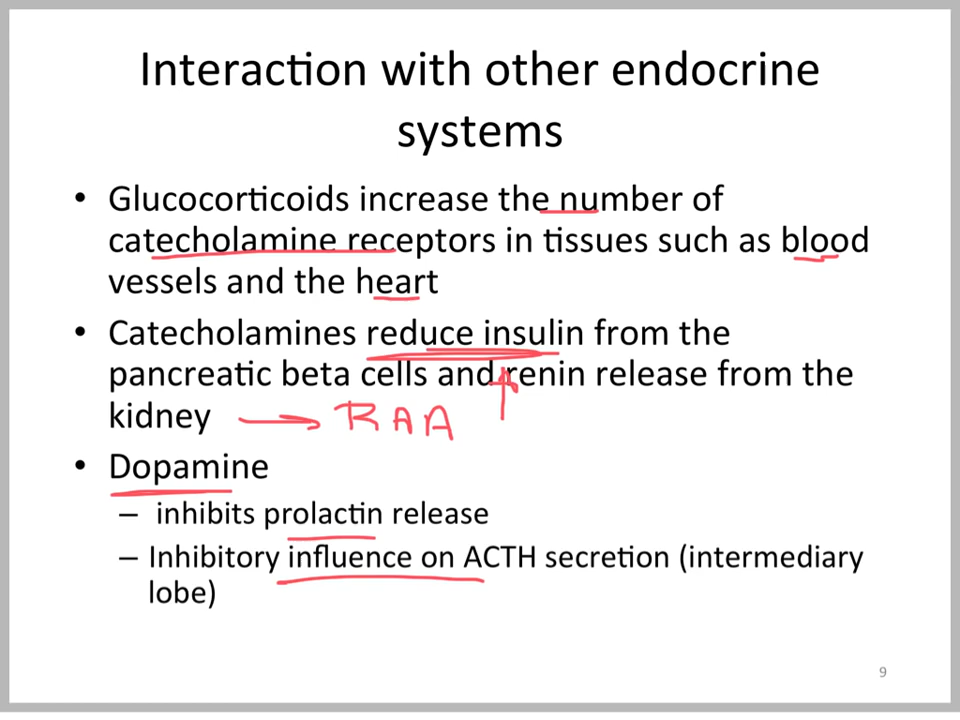 Interaction with other endocrine
systems
• Glucocorticoids increase the number of
catecholamine receptors in tissues such as blood
vessels and the heart
• Catecholamines reduce insulin from the
pancreatic beta cells and renin release from the
kidney → RAA ↑
• Dopamine
– inhibits prolactin release
– Inhibitory influence on ACTH secretion (intermediary
lobe)
9